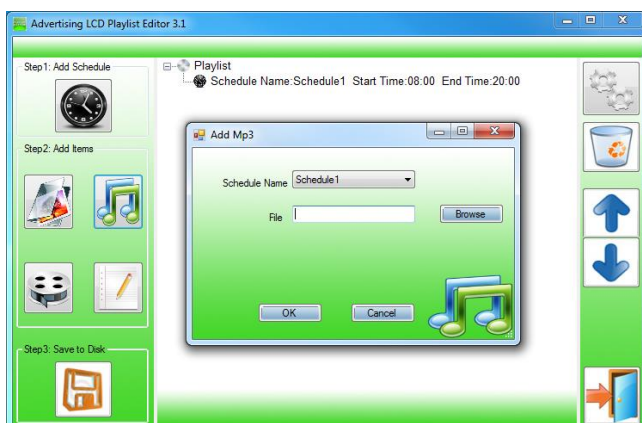 Advertising LCD Playlist Editor 3.1
Step1: Add Schedule
Playlist
Schedule Name:Schedule1 Start Time:08:00 End Time:20:00
Step2: Add Items
Add Mp3
Schedule Name Schedule1
File Browse
OK Cancel
Step3: Save to Disk